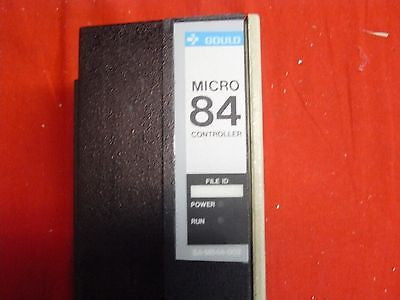 GOULD
MICRO
84
CONTROLLER
FILE ID
POWER
RUN